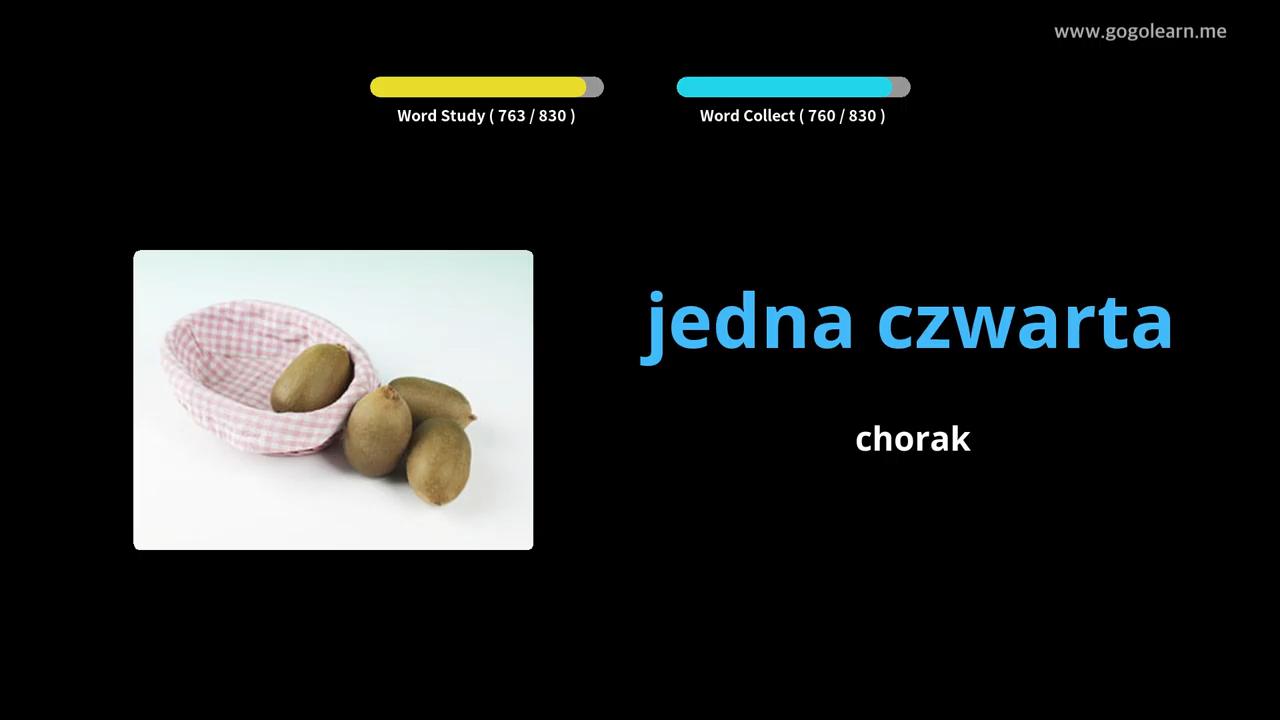 www.gogolearn.me
Word Study ( 763 / 830 )
Word Collect ( 760 / 830 )
jedna czwarta
chorak